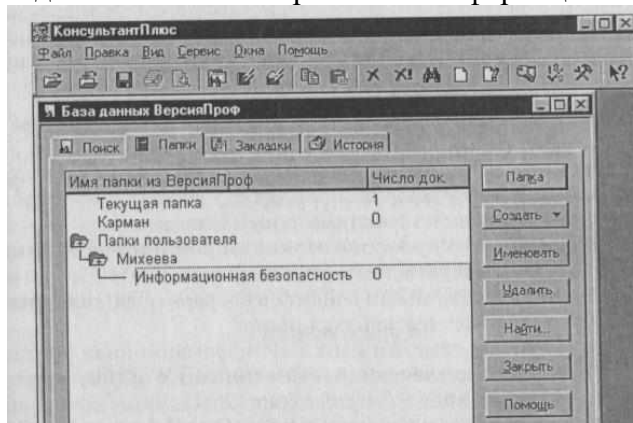 КонсультантПлюс
Файл Правка Вид Сервис Окна Помощь
База данных ВерсияПроф
Поиск Папки Закладки История
Имя папки из ВерсияПроф Число док.
Текущая папка 1
Карман 0
Папки пользователя
Михеева
Информационная безопасность 0
Папка
Создать
Именовать
Удалить
Найти...
Закрыть
Помощь